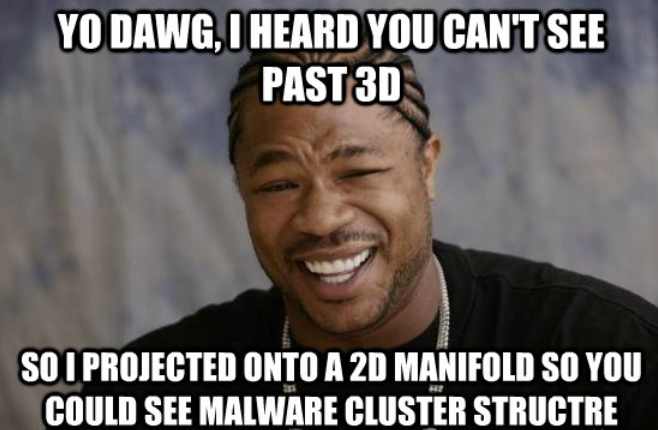 YO DAWG, I HEARD YOU CAN'T SEE
PAST 3D
SO I PROJECTED ONTO A 2D MANIFOLD SO YOU
COULD SEE MALWARE CLUSTER STRUCTRE